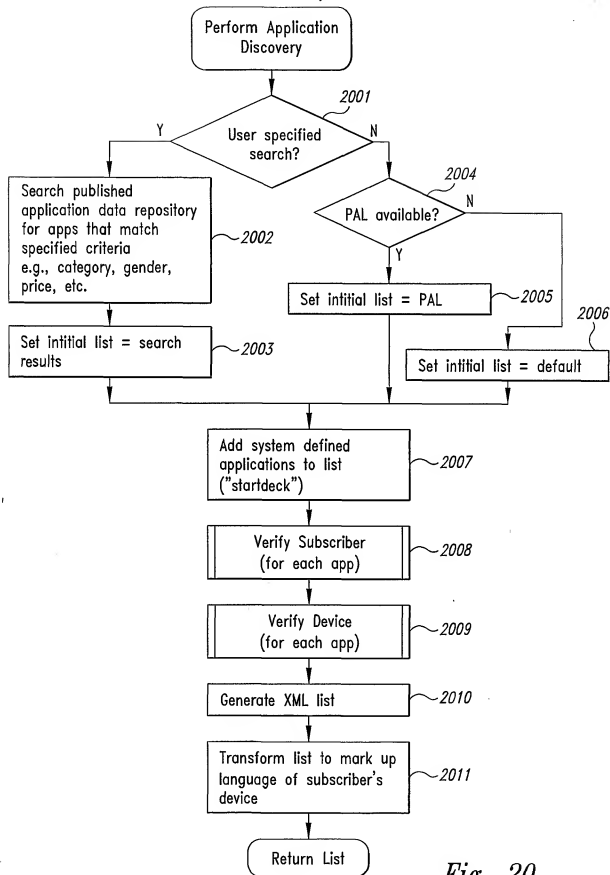 Perform Application
Discovery
2001
Y
User specified
search?
N
2004
Search published
application data repository
for apps that match
specified criteria
e.g., category, gender,
price, etc.
2002
PAL available?
N
Y
Set intitial list = PAL
2005
2006
Set intitial list = search
results
2003
Set intitial list = default
Add system defined
applications to list
("startdeck")
2007
Verify Subscriber
(for each app)
2008
Verify Device
(for each app)
2009
Generate XML list
2010
Transform list to mark up
language of subscriber's
device
2011
Return List
Fig. 20